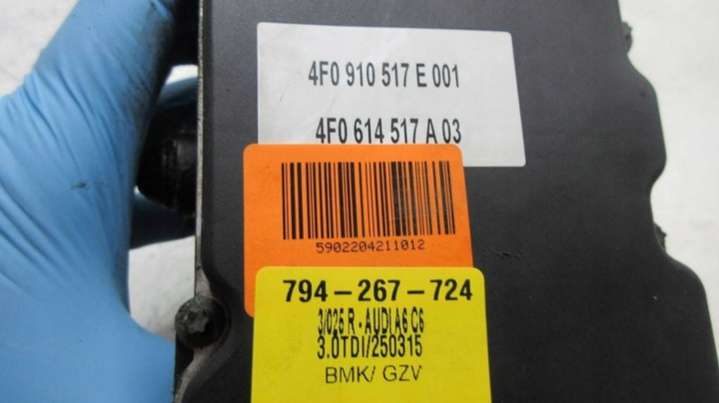 4F0 910 517 E 001
4F0 614 517 A 03
5902204211012
794-267-724
3/025 R - AUDI A6 C6
3.0TDI/250315
BMK/ GZV